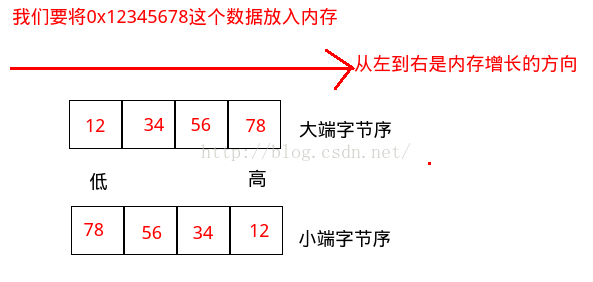 我们要将0x12345678这个数据放入内存
从左到右是内存增长的方向
12 34 56 78 大端字节序
http://blog.csdn.net/
低 高
78 56 34 12 小端字节序